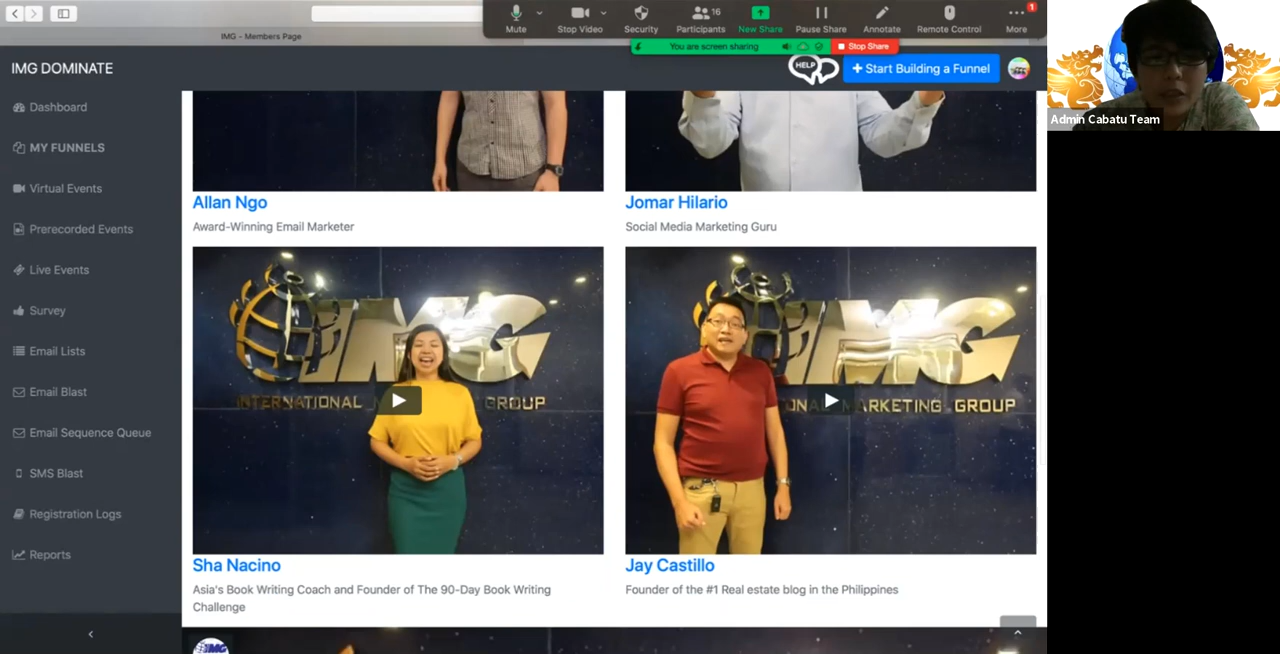 16
1
Mute
Stop Video
Security
Participants
New Share
Pause Share
Annotate
Remote Control
More
IMG - Members Page
You are screen sharing
Stop Share
IMG DOMINATE
HELP
+ Start Building a Funnel
Admin Cabatu Team
Dashboard
MY FUNNELS
Virtual Events
Prerecorded Events
Live Events
Survey
Email Lists
Email Blast
Email Sequence Queue
SMS Blast
Registration Logs
Reports
Allan Ngo
Award-Winning Email Marketer
Jomar Hilario
Social Media Marketing Guru
IMG
INTERNATIONAL M GROUP
IMG
ONAL MARKETING GROUP
Sha Nacino
Asia's Book Writing Coach and Founder of The 90-Day Book Writing
Challenge
Jay Castillo
Founder of the #1 Real estate blog in the Philippines
IMG